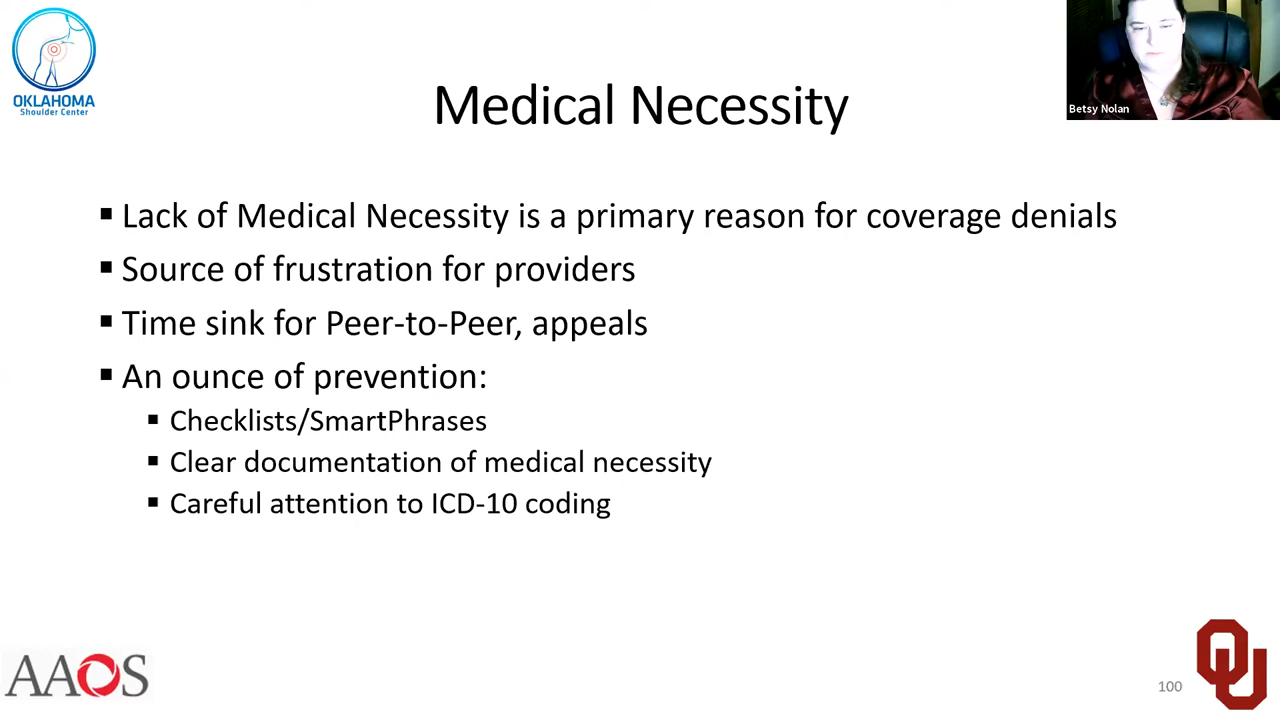 OKLAHOMA
Shoulder Center
Betsy Nolan
Medical Necessity
▪ Lack of Medical Necessity is a primary reason for coverage denials
▪ Source of frustration for providers
▪ Time sink for Peer-to-Peer, appeals
▪ An ounce of prevention:
▪ Checklists/SmartPhrases
▪ Clear documentation of medical necessity
▪ Careful attention to ICD-10 coding
AAOS
100
OU